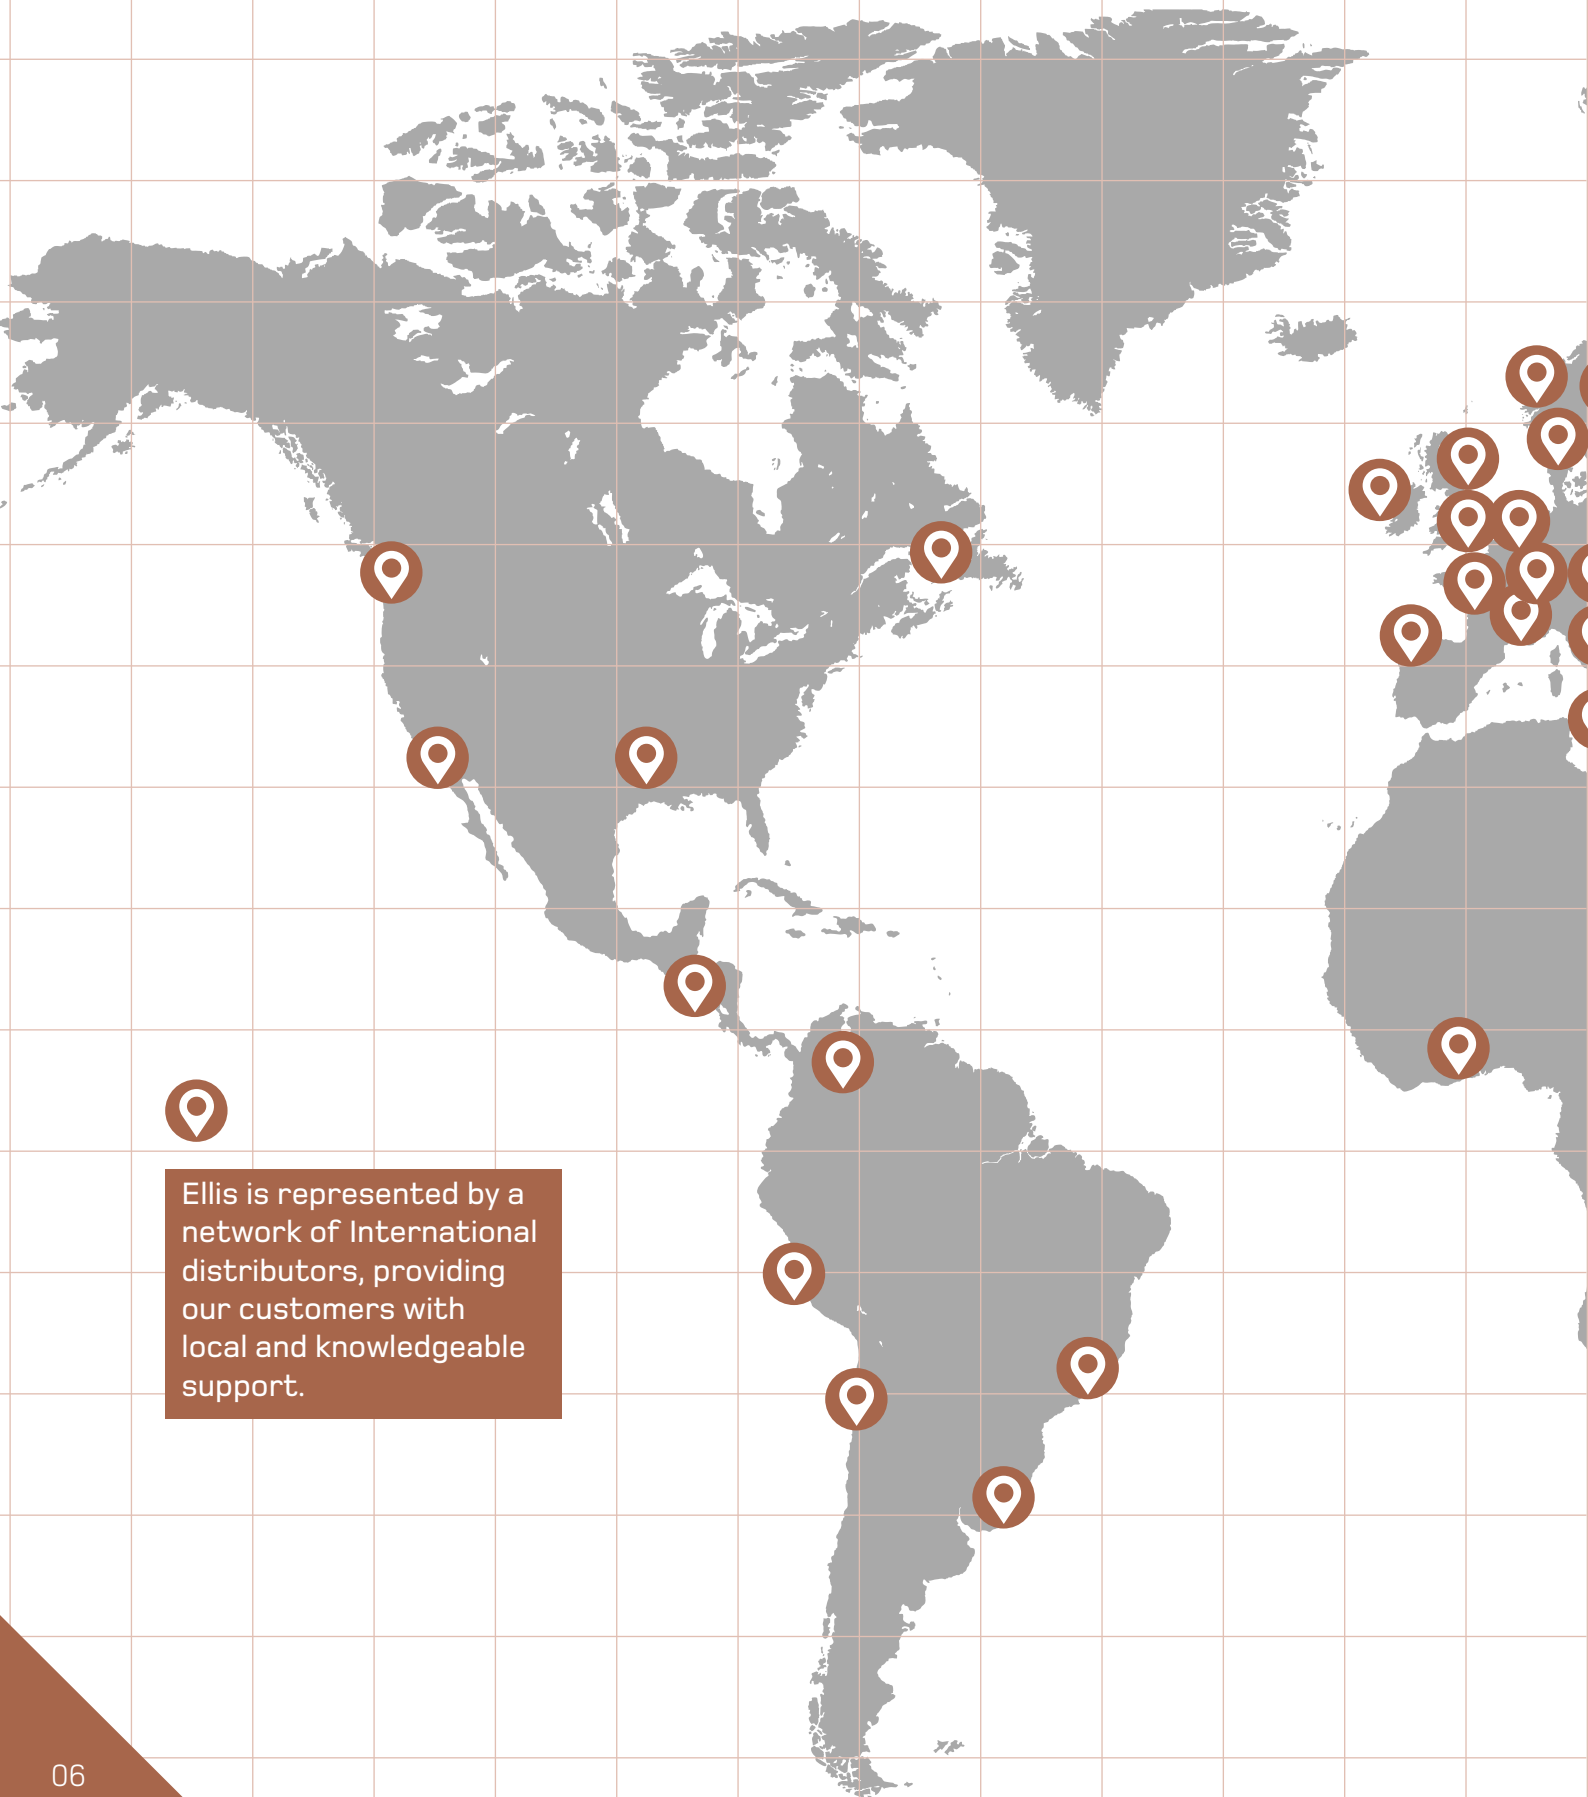 Ellis is represented by a
network of International
distributors, providing
our customers with
local and knowledgeable
support.
06